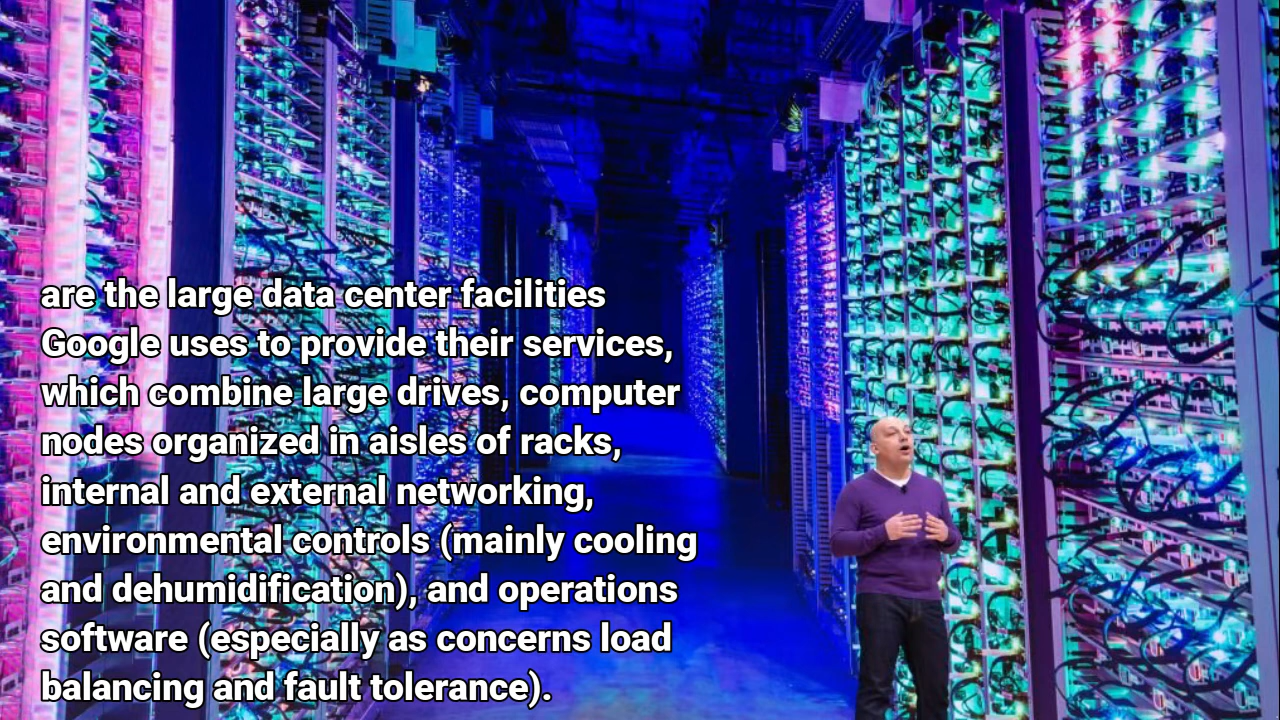 are the large data center facilities
Google uses to provide their services,
which combine large drives, computer
nodes organized in aisles of racks,
internal and external networking,
environmental controls (mainly cooling
and dehumidification), and operations
software (especially as concerns load
balancing and fault tolerance).